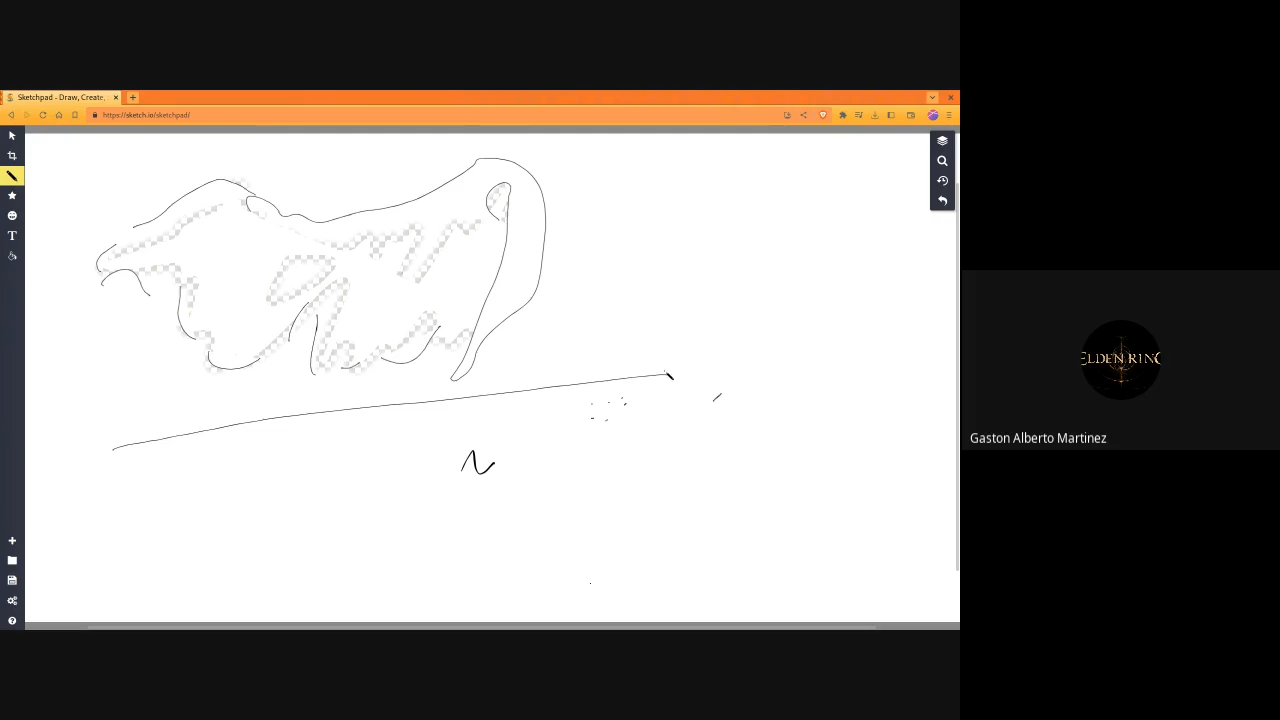 Sketchpad - Draw, Create,
https://sketch.io/sketchpad/
T
ELDEN RING
Gaston Alberto Martinez